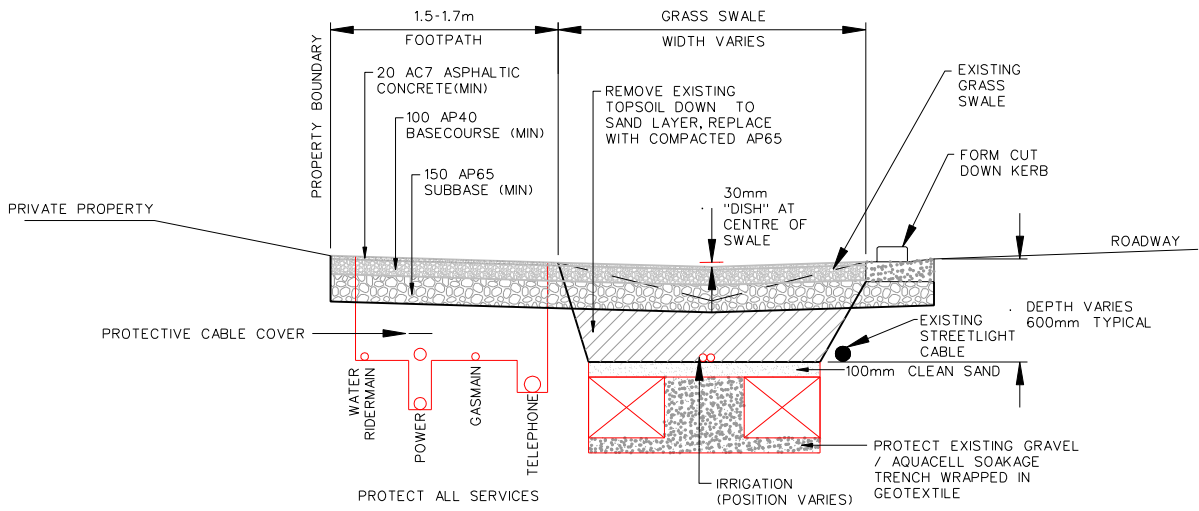 1.5-1.7m
FOOTPATH
GRASS SWALE
WIDTH VARIES
PROPERTY BOUNDARY
20 AC7 ASPHALTIC
CONCRETE(MIN)
100 AP40
BASECOURSE (MIN)
150 AP65
SUBBASE (MIN)
REMOVE EXISTING
TOPSOIL DOWN TO
SAND LAYER, REPLACE
WITH COMPACTED AP65
EXISTING
GRASS
SWALE
FORM CUT
DOWN KERB
30mm
"DISH" AT
CENTRE OF
SWALE
PRIVATE PROPERTY
ROADWAY
PROTECTIVE CABLE COVER
DEPTH VARIES
600mm TYPICAL
EXISTING
STREETLIGHT
CABLE
100mm CLEAN SAND
WATER
RIDERMAIN
POWER
GASMAIN
TELEPHONE
PROTECT EXISTING GRAVEL
/ AQUACELL SOAKAGE
TRENCH WRAPPED IN
GEOTEXTILE
IRRIGATION
(POSITION VARIES)
PROTECT ALL SERVICES